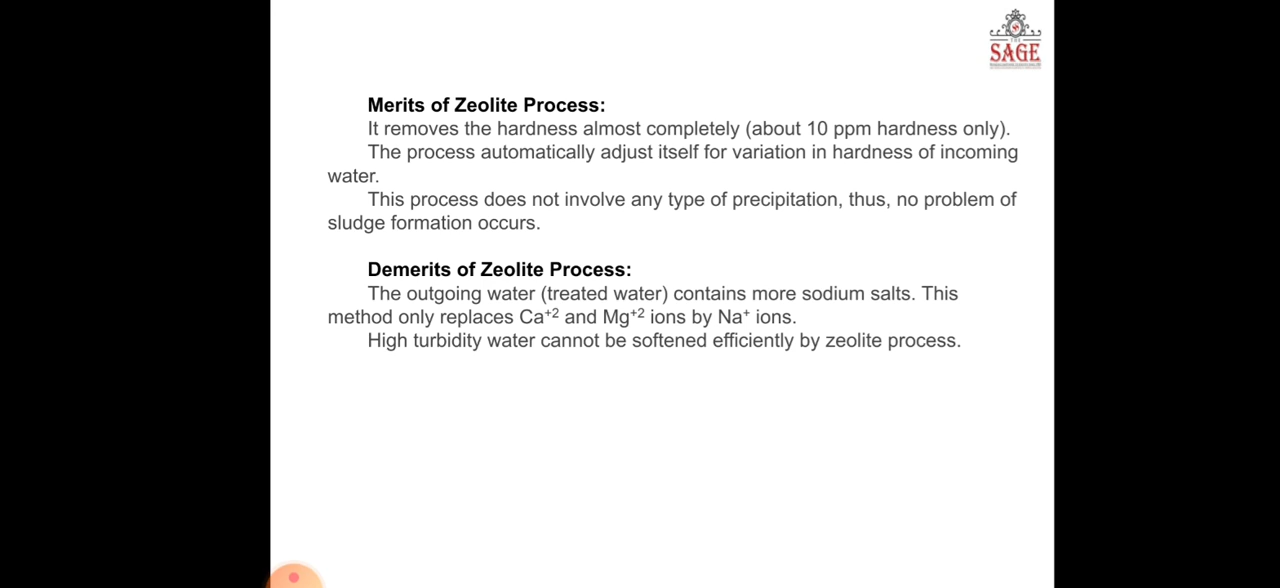 THE
SAGE
Merits of Zeolite Process:
It removes the hardness almost completely (about 10 ppm hardness only).
The process automatically adjust itself for variation in hardness of incoming
water.
This process does not involve any type of precipitation, thus, no problem of
sludge formation occurs.
Demerits of Zeolite Process:
The outgoing water (treated water) contains more sodium salts. This
method only replaces Ca⁺² and Mg⁺² ions by Na⁺ ions.
High turbidity water cannot be softened efficiently by zeolite process.